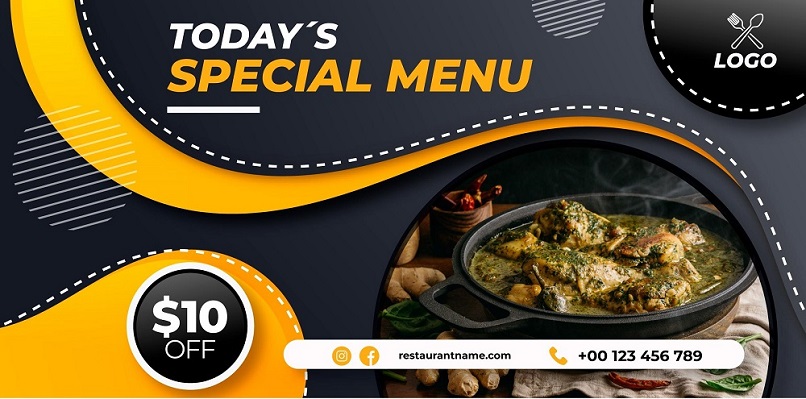 TODAY´S
SPECIAL MENU
LOGO
$10
OFF
restaurantname.com
+00 123 456 789